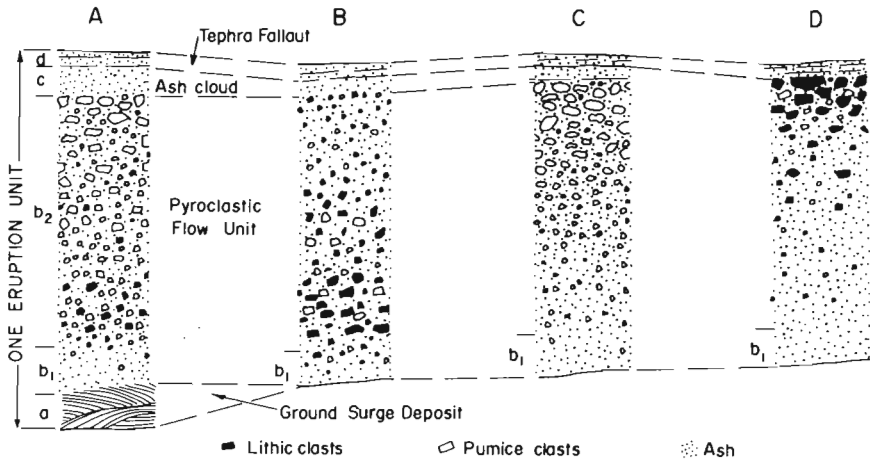 A
B
C
D
Tephra Fallaut
d
c
Ash cloud
ONE ERUPTION UNIT
b2
Pyroclastic
Flow Unit
b1
b1
b1
b1
a
Ground Surge Deposit
Lithic clasts
Pumice clasts
Ash